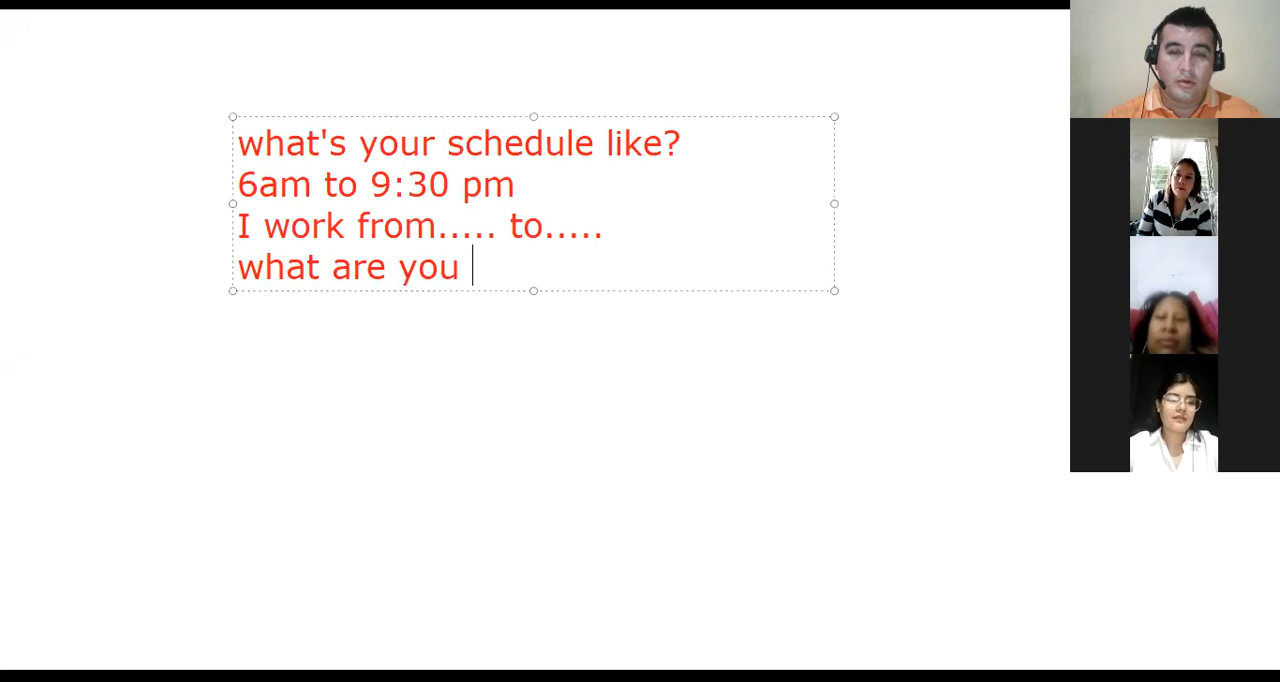 what's your schedule like?
6am to 9:30 pm
I work from..... to.....
what are you